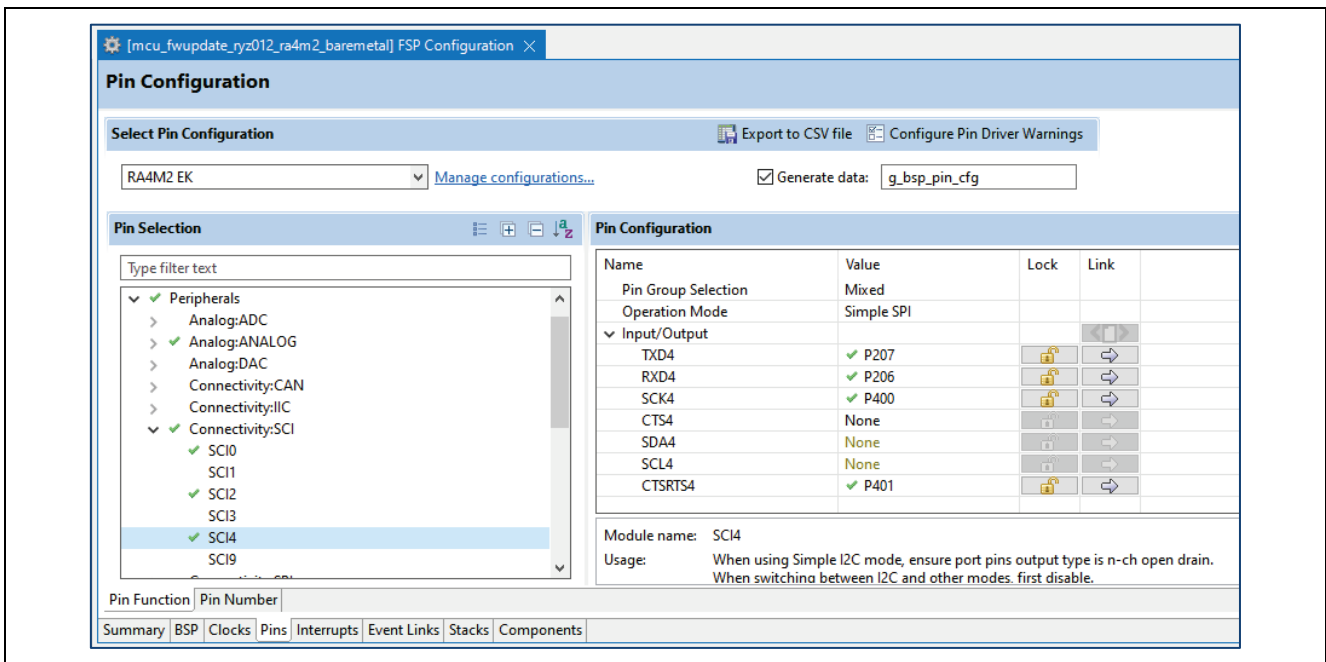 [mcu_fwupdate_ryz012_ra4m2_baremetal] FSP Configuration
Pin Configuration
Select Pin Configuration
Export to CSV file
Configure Pin Driver Warnings
RA4M2 EK
Manage configurations...
Generate data:
g_bsp_pin_cfg
Pin Selection
Type filter text
Peripherals
Analog:ADC
Analog:ANALOG
Analog:DAC
Connectivity:CAN
Connectivity:IIC
Connectivity:SCI
SCI0
SCI1
SCI2
SCI3
SCI4
SCI9
Pin Configuration
Name Value Lock Link
Pin Group Selection Mixed
Operation Mode Simple SPI
Input/Output
TXD4 P207
RXD4 P206
SCK4 P400
CTS4 None
SDA4 None
SCL4 None
CTSRTS4 P401
Module name: SCI4
Usage: When using Simple I2C mode, ensure port pins output type is n-ch open drain.
When switching between I2C and other modes, first disable.
Pin Function Pin Number
Summary BSP Clocks Pins Interrupts Event Links Stacks Components